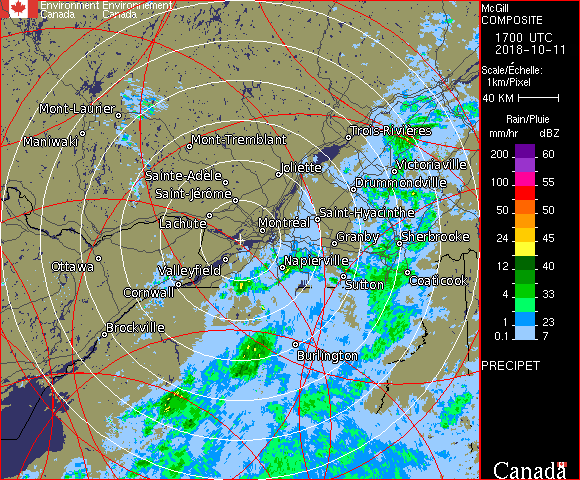 Environment Environnement
Canada Canada
Mont-Laurier
Maniwaki
Mont-Tremblant
Trois-Rivières
Joliette
Victoriaville
Sainte-Adèle
Drummondville
Saint-Jérôme
Lachute
Saint-Hyacinthe
Montréal
Granby
Sherbrooke
Ottawa
Valleyfield
Napierville
Coaticook
Sutton
Cornwall
Brockville
Burlington
McGill
COMPOSITE
1700 UTC
2018-10-11
Scale/Échelle:
1km/Pixel
40 KM
Rain/Pluie
mm/hr dBZ
200 60
100 55
50 50
24 45
12 40
4 33
1 23
0.1 7
PRECIPET
Canada